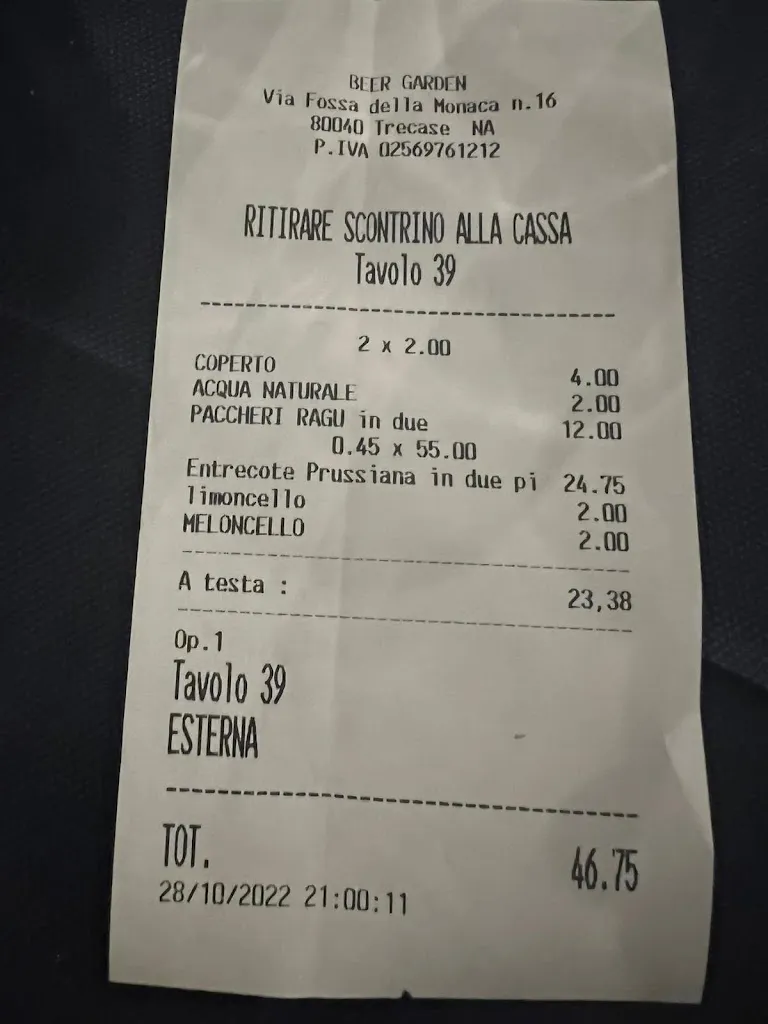 BEER GARDEN
Via Fossa della Monaca n.16
80040 Trecase NA
P.IVA 02569761212
RITIRARE SCONTRINO ALLA CASSA
Tavolo 39
2 x 2.00
COPERTO 4.00
ACQUA NATURALE 2.00
PACCHERI RAGU in due 12.00
0.45 x 55.00
Entrecote Prussiana in due pi 24.75
limoncello 2.00
MELONCELLO 2.00
A testa : 23,38
Op.1
Tavolo 39
ESTERNA
TOT. 46.75
28/10/2022 21:00:11